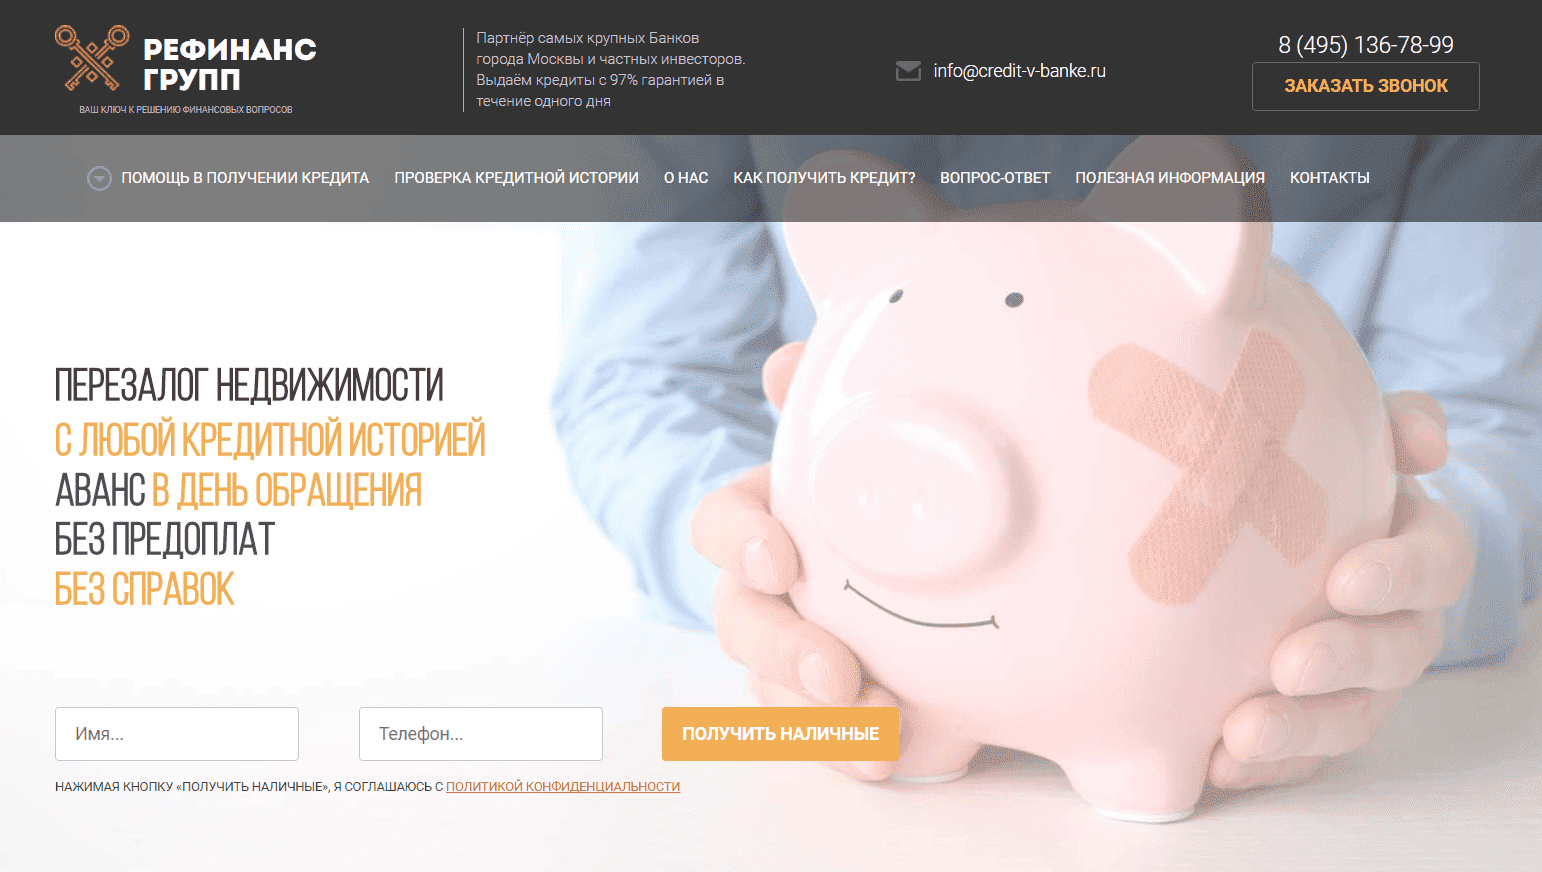 РЕФИНАНС
ГРУПП
ВАШ КЛЮЧ К РЕШЕНИЮ ФИНАНСОВЫХ ВОПРОСОВ
Партнёр самых крупных Банков
города Москвы и частных инвесторов.
Выдаём кредиты с 97% гарантией в
течение одного дня
info@credit-v-banke.ru
8 (495) 136-78-99
ЗАКАЗАТЬ ЗВОНОК
ПОМОЩЬ В ПОЛУЧЕНИИ КРЕДИТА ПРОВЕРКА КРЕДИТНОЙ ИСТОРИИ О НАС КАК ПОЛУЧИТЬ КРЕДИТ? ВОПРОС-ОТВЕТ ПОЛЕЗНАЯ ИНФОРМАЦИЯ КОНТАКТЫ
ПЕРЕЗАЛОГ НЕДВИЖИМОСТИ
С ЛЮБОЙ КРЕДИТНОЙ ИСТОРИЕЙ
АВАНС В ДЕНЬ ОБРАЩЕНИЯ
БЕЗ ПРЕДОПЛАТ
БЕЗ СПРАВОК
Имя... Телефон... ПОЛУЧИТЬ НАЛИЧНЫЕ
НАЖИМАЯ КНОПКУ «ПОЛУЧИТЬ НАЛИЧНЫЕ», Я СОГЛАШАЮСЬ С ПОЛИТИКОЙ КОНФИДЕНЦИАЛЬНОСТИ